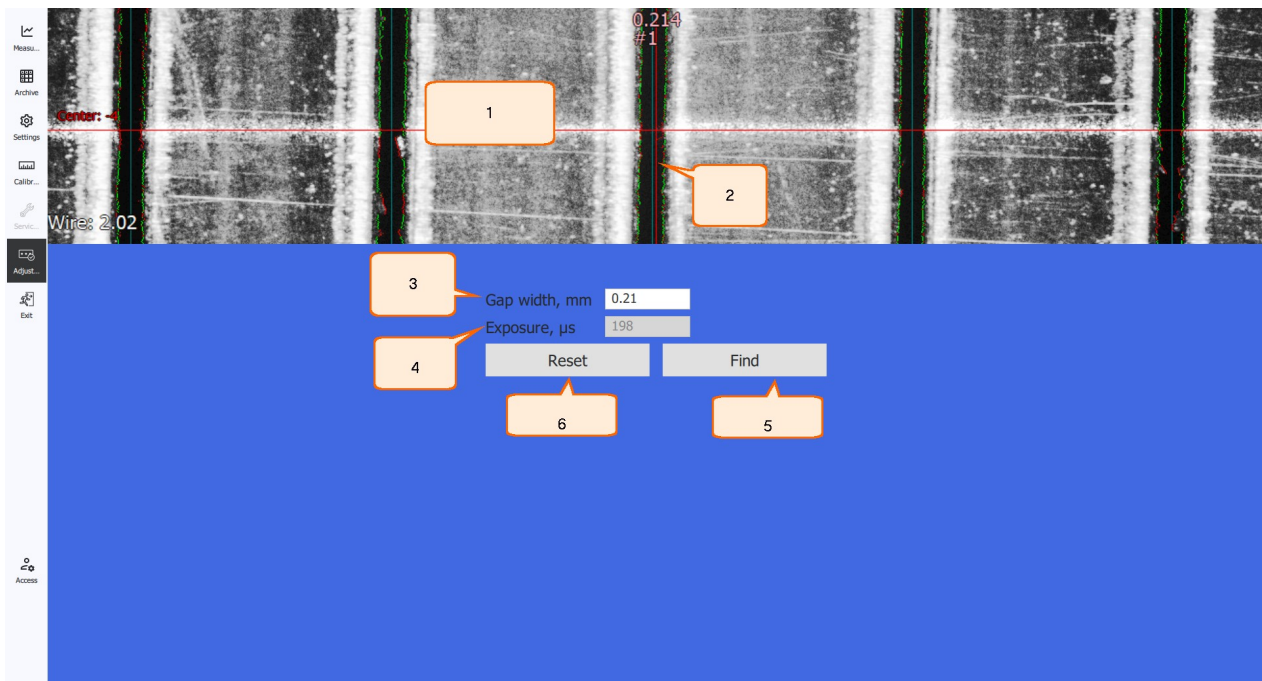 Measu...
Archive
Settings
Calibr...
Servic...
Adjust...
Exit
Access
0.214
#1
Center: -4
Wire: 2.02
1
2
3
Gap width, mm 0.21
4
Exposure, µs 198
Reset Find
6
5